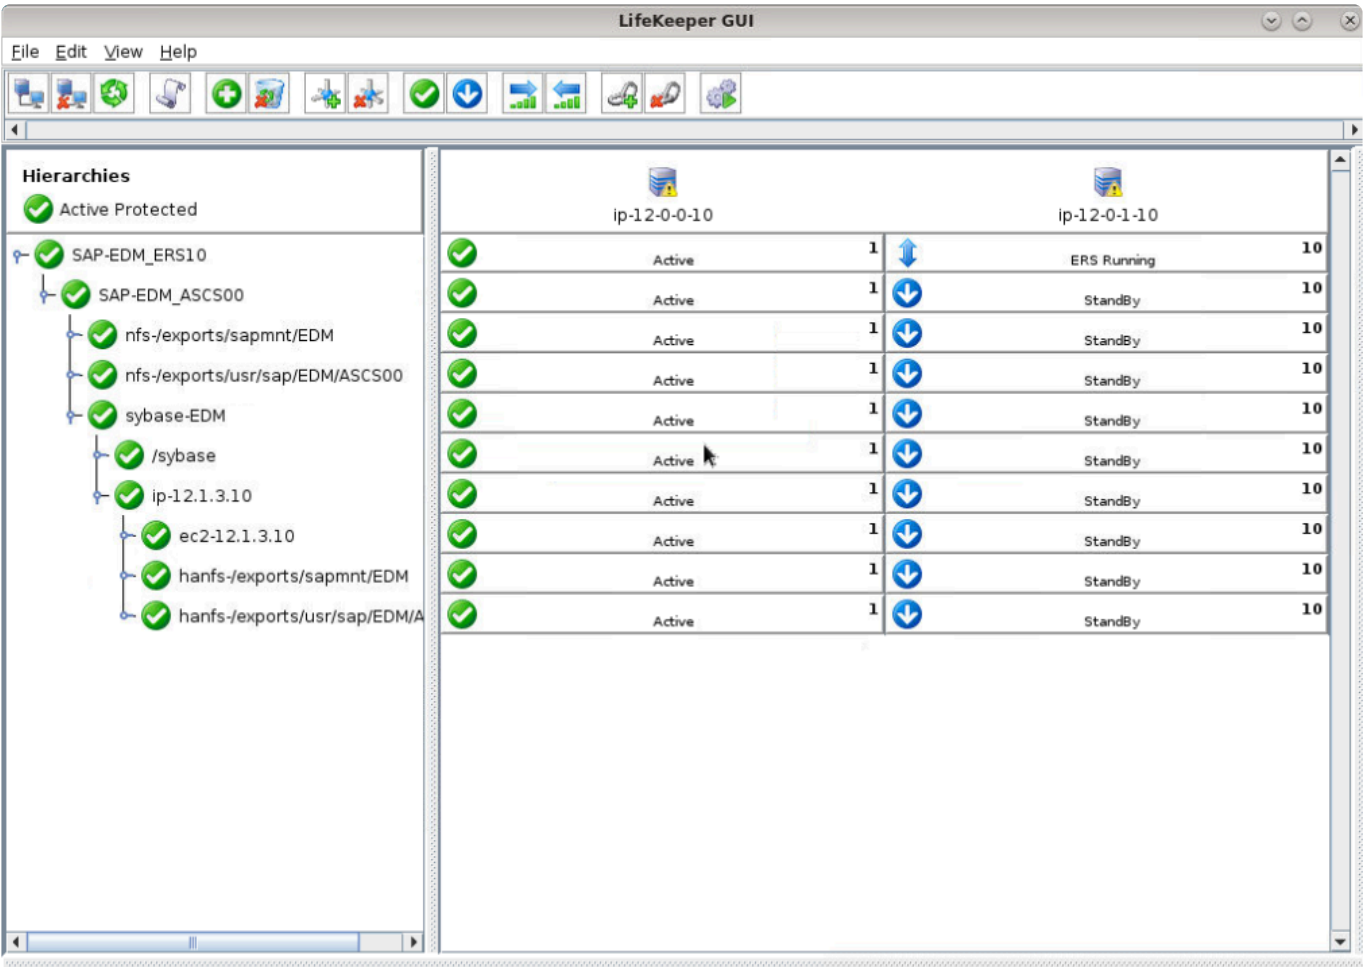 LifeKeeper GUI
File Edit View Help
Hierarchies
Active Protected
ip-12-0-0-10 ip-12-0-1-10
SAP-EDM_ERS10 Active 1 ERS Running 10
SAP-EDM_ASCS00 Active 1 StandBy 10
nfs-/exports/sapmnt/EDM Active 1 StandBy 10
nfs-/exports/usr/sap/EDM/ASCS00 Active 1 StandBy 10
sybase-EDM Active 1 StandBy 10
/sybase Active 1 StandBy 10
ip-12.1.3.10 Active 1 StandBy 10
ec2-12.1.3.10 Active 1 StandBy 10
hanfs-/exports/sapmnt/EDM Active 1 StandBy 10
hanfs-/exports/usr/sap/EDM/A Active 1 StandBy 10